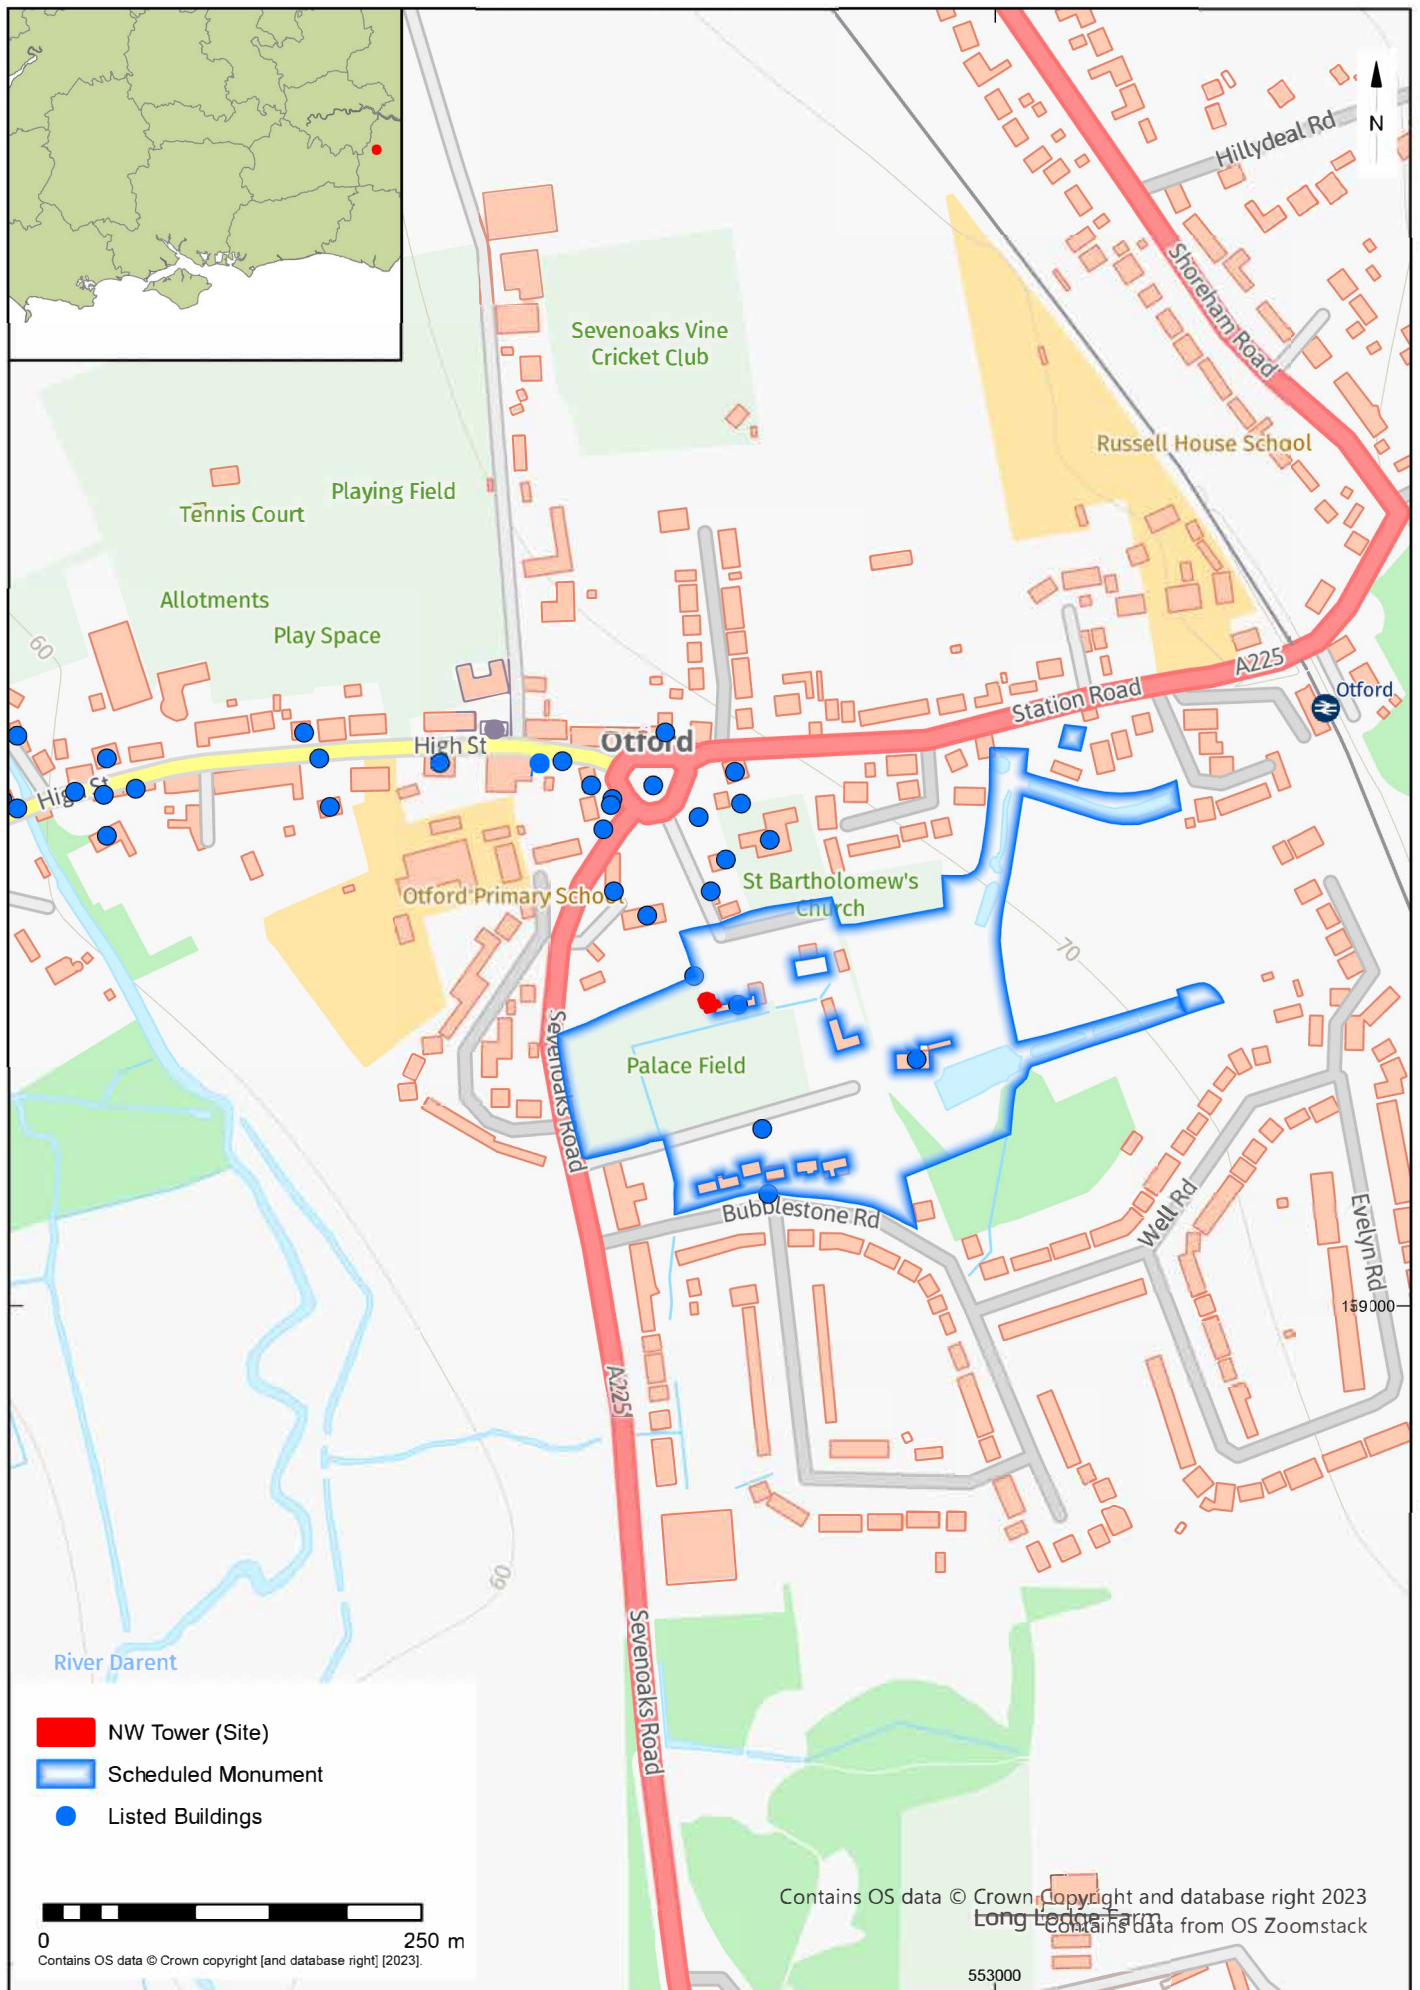 N
Hillydeal Rd
Shoreham Road
Sevenoaks Vine
Cricket Club
Russell House School
Playing Field
Tennis Court
Allotments
Play Space
60
A225
Station Road
Otford
High St
Otford
High St
St Bartholomew's
Church
Otford Primary School
70
Sevenoaks Road
Palace Field
Bubblestone Rd
Well Rd
Evelyn Rd
159000
A225
60
Sevenoaks Road
River Darent
NW Tower (Site)
Scheduled Monument
Listed Buildings
0 250 m
Contains OS data © Crown copyright [and database right] [2023].
Contains OS data © Crown Copyright and database right 2023
Long Lodge Farm
Contains data from OS Zoomstack
553000